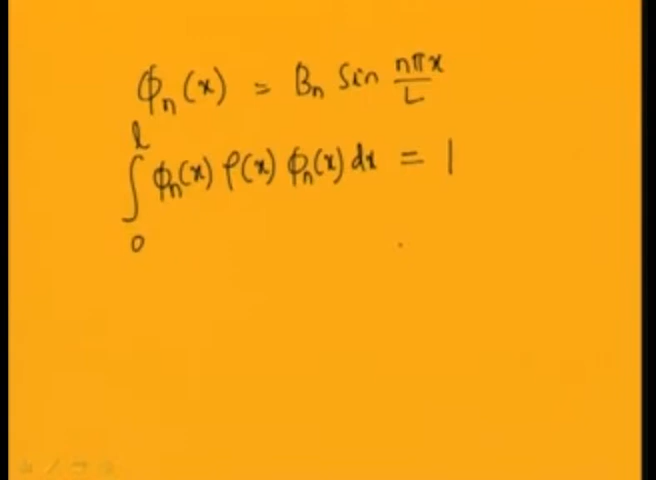 ϕₙ(x) = Bₙ Sin nπx/L
∫₀ˡ ϕₙ(x) ρ(x) ϕₙ(x) dx = 1